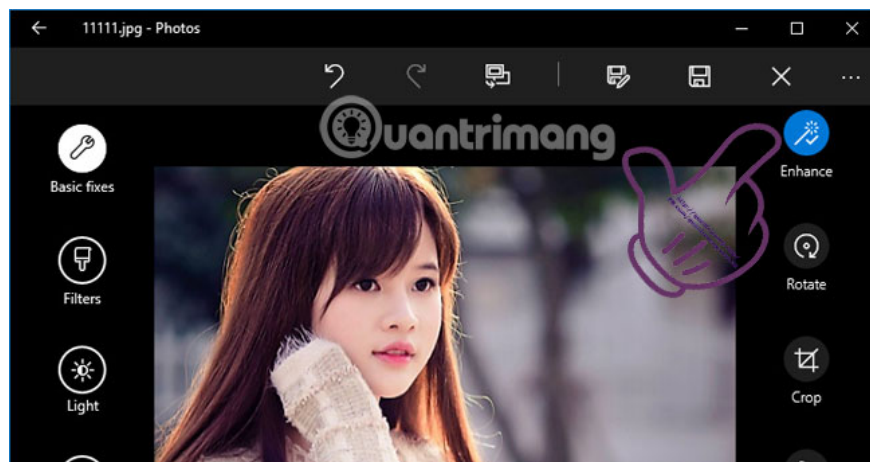 11111.jpg - Photos
Quantrimang
Basic fixes
Enhance
Filters
Rotate
Light
Crop